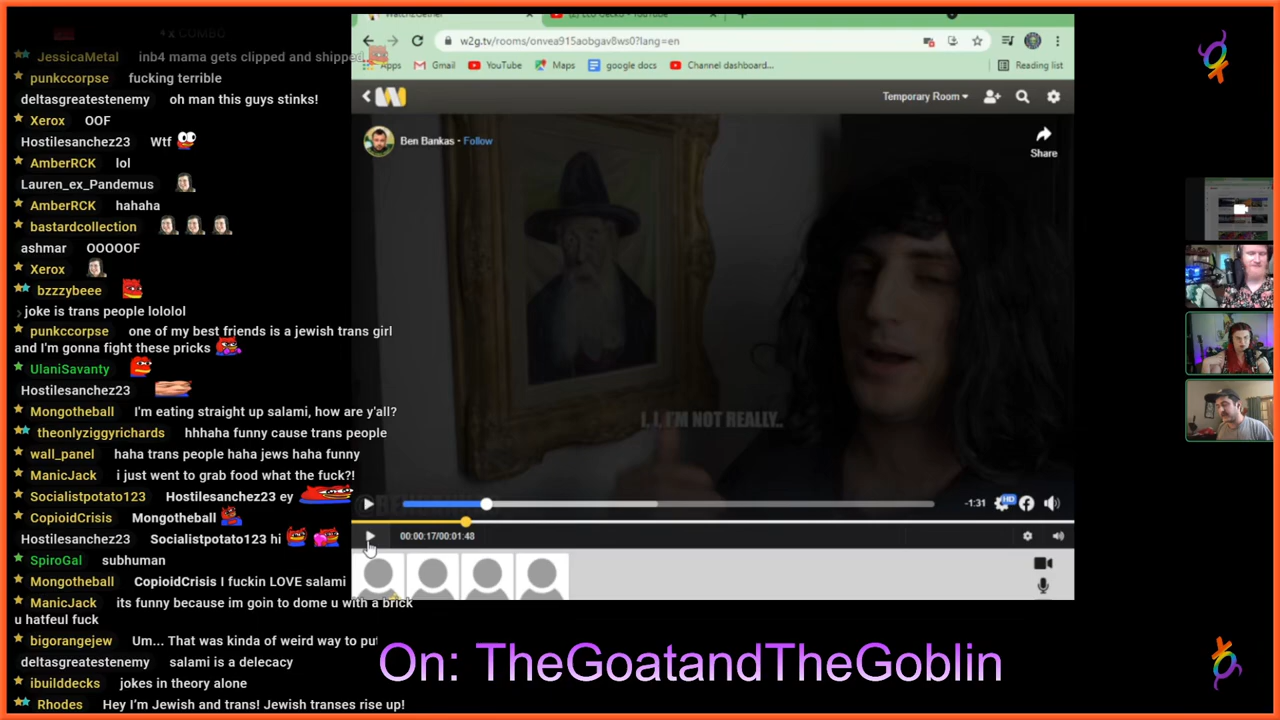 4x COMBO
JessicaMetal inb4 mama gets clipped and shipped
punkccorpse fucking terrible
deltasgreatestenemy oh man this guys stinks!
Xerox OOF
Hostilesanchez23 Wtf
AmberRCK lol
Lauren_ex_Pandemus
AmberRCK hahaha
bastardcollection
ashmar OOOOOF
Xerox
bzzzybeee
joke is trans people lololol
punkccorpse one of my best friends is a jewish trans girl
and I'm gonna fight these pricks
UlaniSavanty
Hostilesanchez23
Mongotheball I'm eating straight up salami, how are y'all?
theonlyziggyrichards hhhaha funny cause trans people
wall_panel haha trans people haha jews haha funny
ManicJack i just went to grab food what the fuck?!
Socialistpotato123 Hostilesanchez23 ey
CopioidCrisis Mongotheball
Hostilesanchez23 Socialistpotato123 hi
SpiroGal subhuman
Mongotheball CopioidCrisis I fuckin LOVE salami
ManicJack its funny because im goin to dome u with a brick
u hatfeul fuck
bigorangejew Um... That was kinda of weird way to put
deltasgreatestenemy salami is a delecacy
ibuilddecks jokes in theory alone
Rhodes Hey I'm Jewish and trans! Jewish transes rise up!
w2g.tv/rooms/onvea915aobgav8ws0?lang=en
Apps Gmail YouTube Maps google docs Channel dashboard... Reading list
Temporary Room
Ben Bankas · Follow
Share
I, I, I'M NOT REALLY..
-1:31 HD
00:00:17/00:01:48
On: TheGoatandTheGoblin